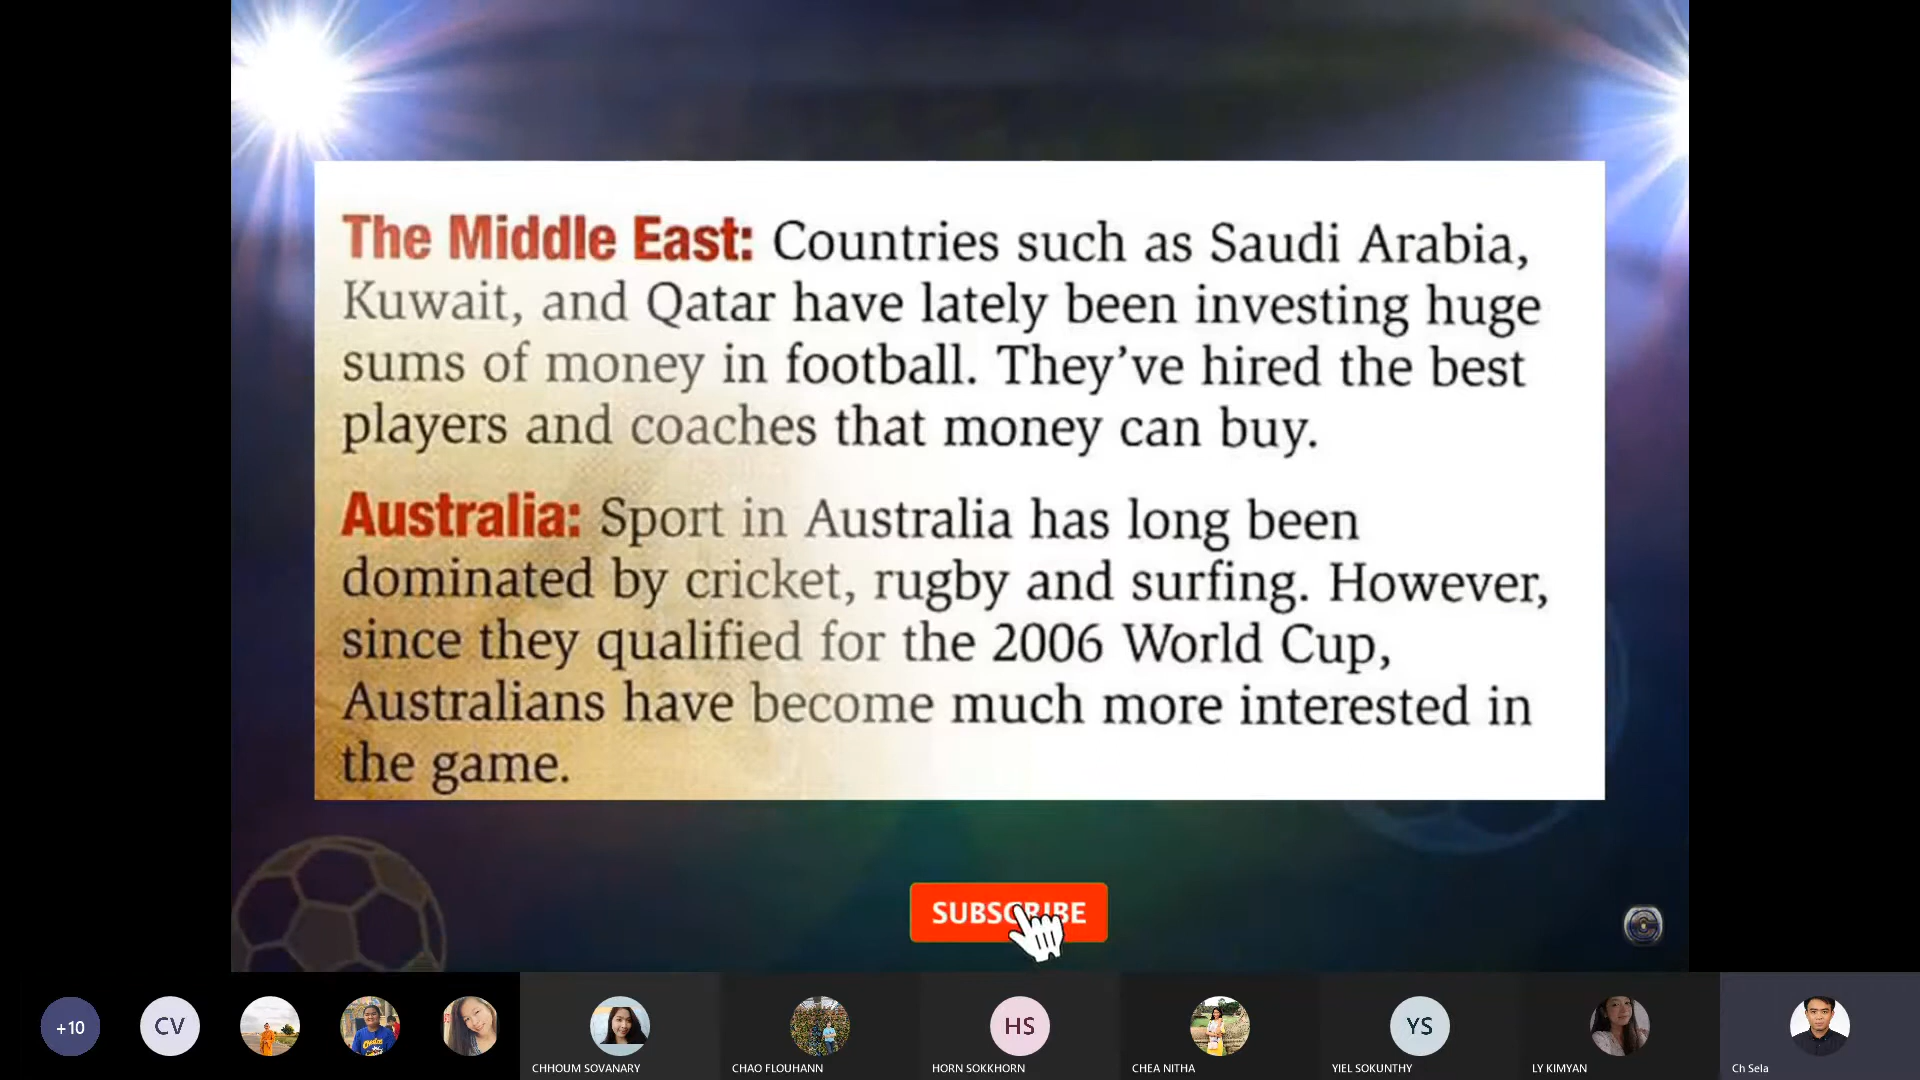 The Middle East: Countries such as Saudi Arabia,
Kuwait, and Qatar have lately been investing huge
sums of money in football. They’ve hired the best
players and coaches that money can buy.
Australia: Sport in Australia has long been
dominated by cricket, rugby and surfing. However,
since they qualified for the 2006 World Cup,
Australians have become much more interested in
the game.
SUBSCRIBE
+10
CV
HS
YS
CHHOUM SOVANARY
CHAO FLOUHANN
HORN SOKKHORN
CHEA NITHA
YIEL SOKUNTHY
LY KIMYAN
Ch Sela